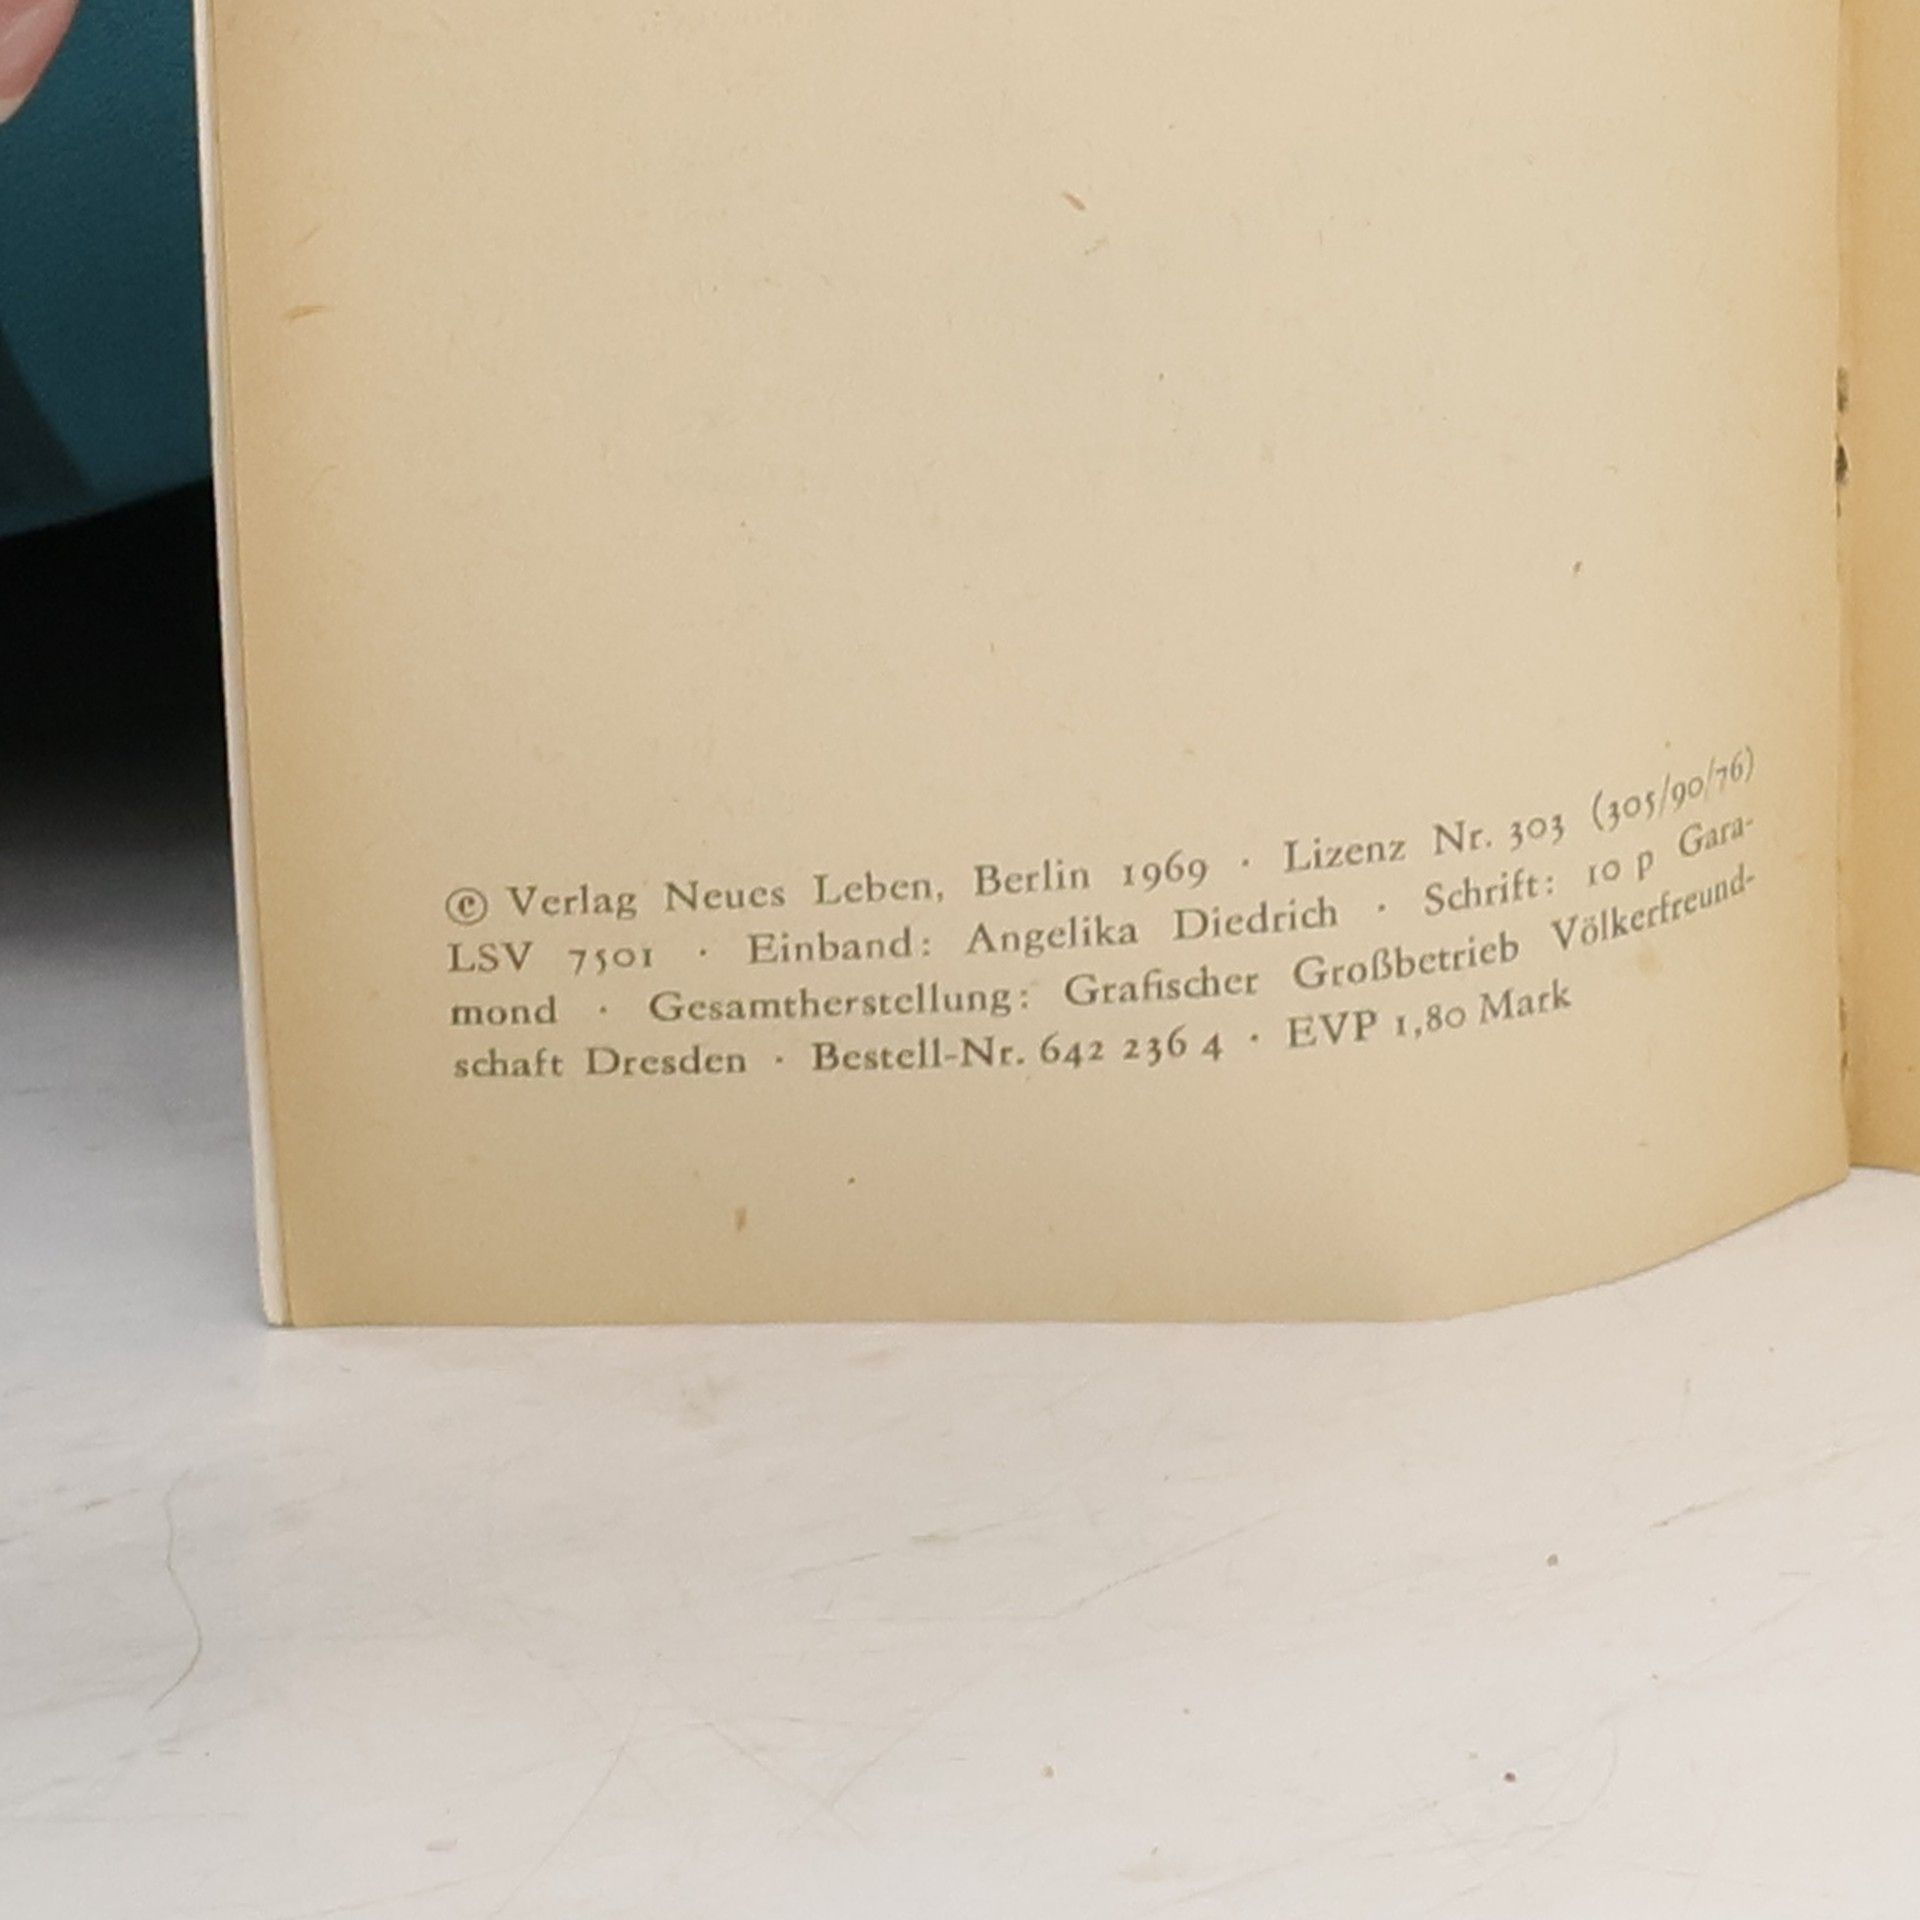 © Verlag Neues Leben, Berlin 1969 · Lizenz Nr. 303 (305/90/76)
LSV 7501 · Einband: Angelika Diedrich · Schrift: 10 p Gara-
mond · Gesamtherstellung: Grafischer Großbetrieb Völkerfreund-
schaft Dresden · Bestell-Nr. 642 236 4 · EVP 1,80 Mark